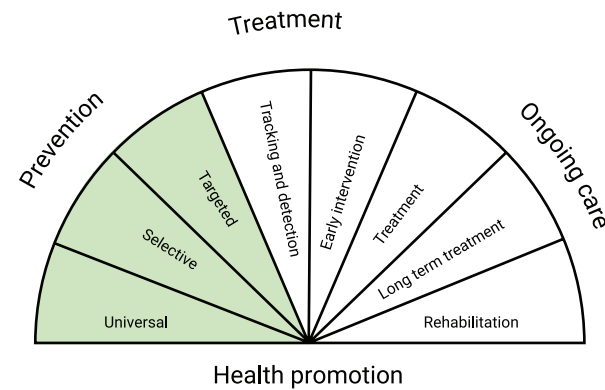 Treatment
Prevention
Ongoing care
Universal
Selective
Targeted
Tracking and detection
Early intervention
Treatment
Long term treatment
Rehabilitation
Health promotion